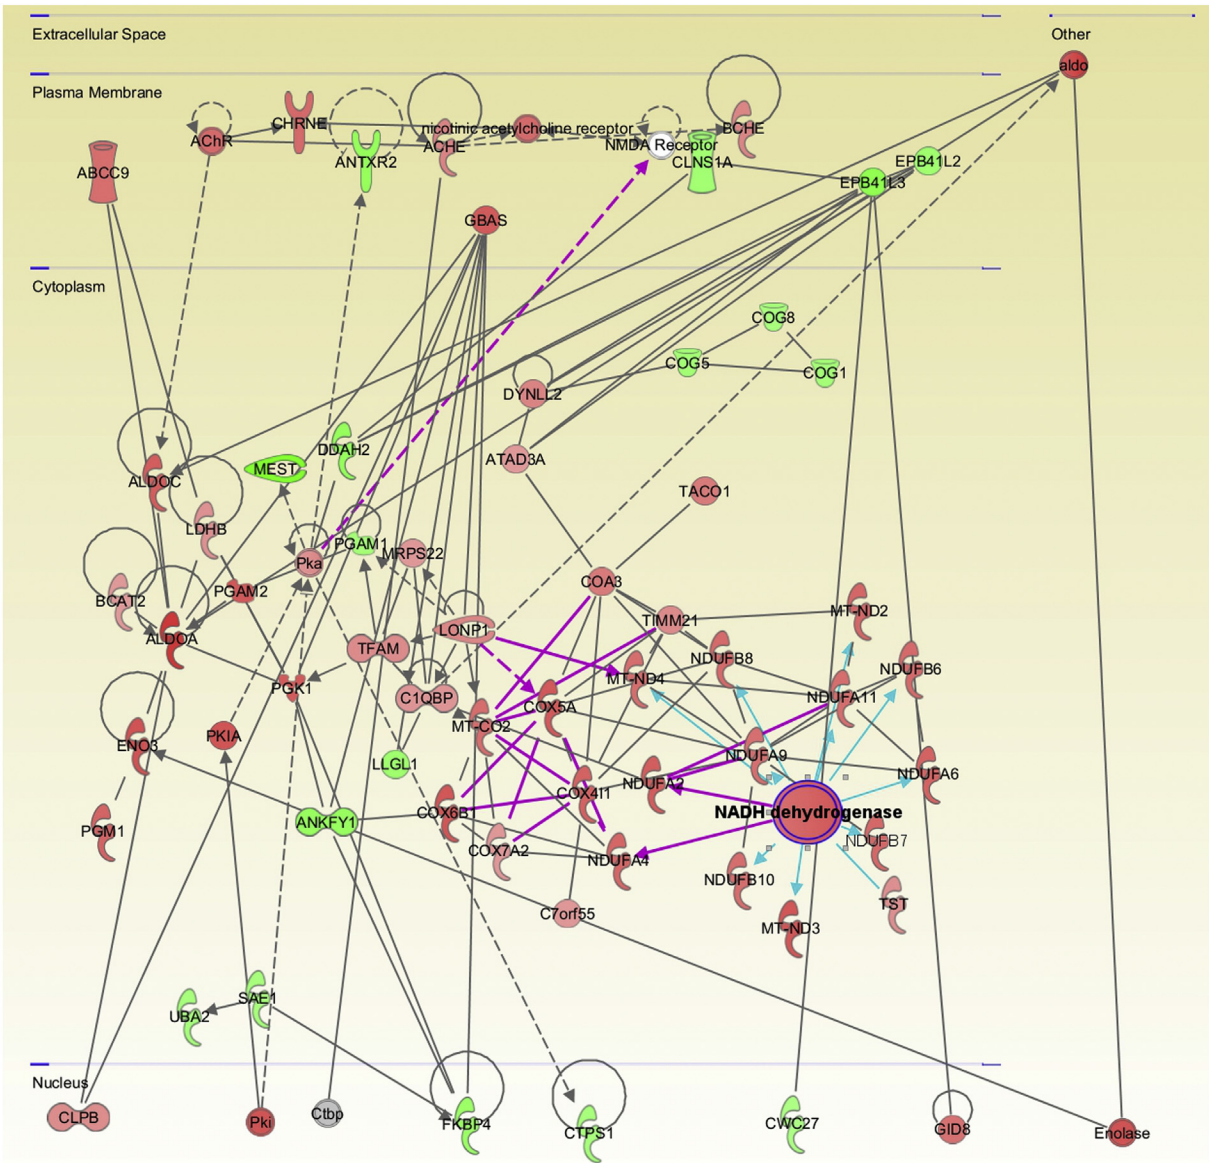 Extracellular Space
Other
aldo
Plasma Membrane
CHRNE
AChR
nicotinic acetylcholine receptor
BCHE
ACHE
NMDA Receptor
ANTXR2
CLNS1A
EPB41L2
ABCC9
EPB41L3
GBAS
Cytoplasm
COG8
COG5
COG1
DYNLL2
DDAH2
ATAD3A
MEST
ALDOC
TACO1
LDHB
PGAM1
MRPS22
Pka
COA3
PGAM2
BCAT2
MT-ND2
TIMM21
LONP1
ALDOA
TFAM
NDUFB8
NDUFB6
MT-ND4
PGK1
C1QBP
NDUFA11
COX5A
MT-CO2
PKIA
ENO3
NDUFA9
LLGL1
NDUFA6
NDUFA2
COX4I1
NADH dehydrogenase
COX6B1
ANKFY1
PGM1
NDUFB7
COX7A2
NDUFA4
NDUFB10
TST
C7orf55
MT-ND3
SAE1
UBA2
Nucleus
CLPB
Pki
Ctbp
FKBP4
CTPS1
CWC27
GID8
Enolase